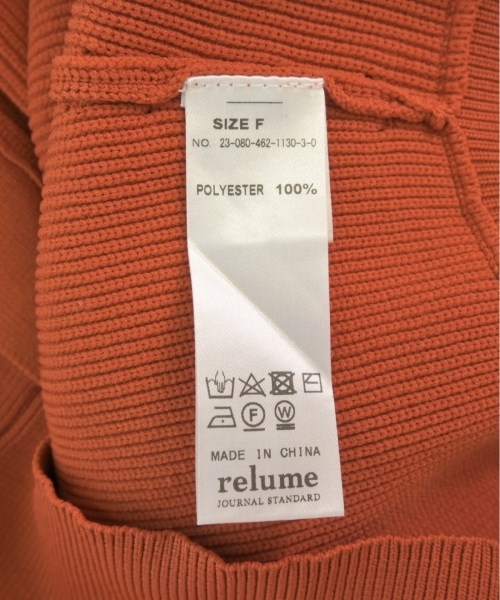 SIZE F
NO. 23-080-462-1130-3-0
POLYESTER 100%
F W
MADE IN CHINA
relume
JOURNAL STANDARD